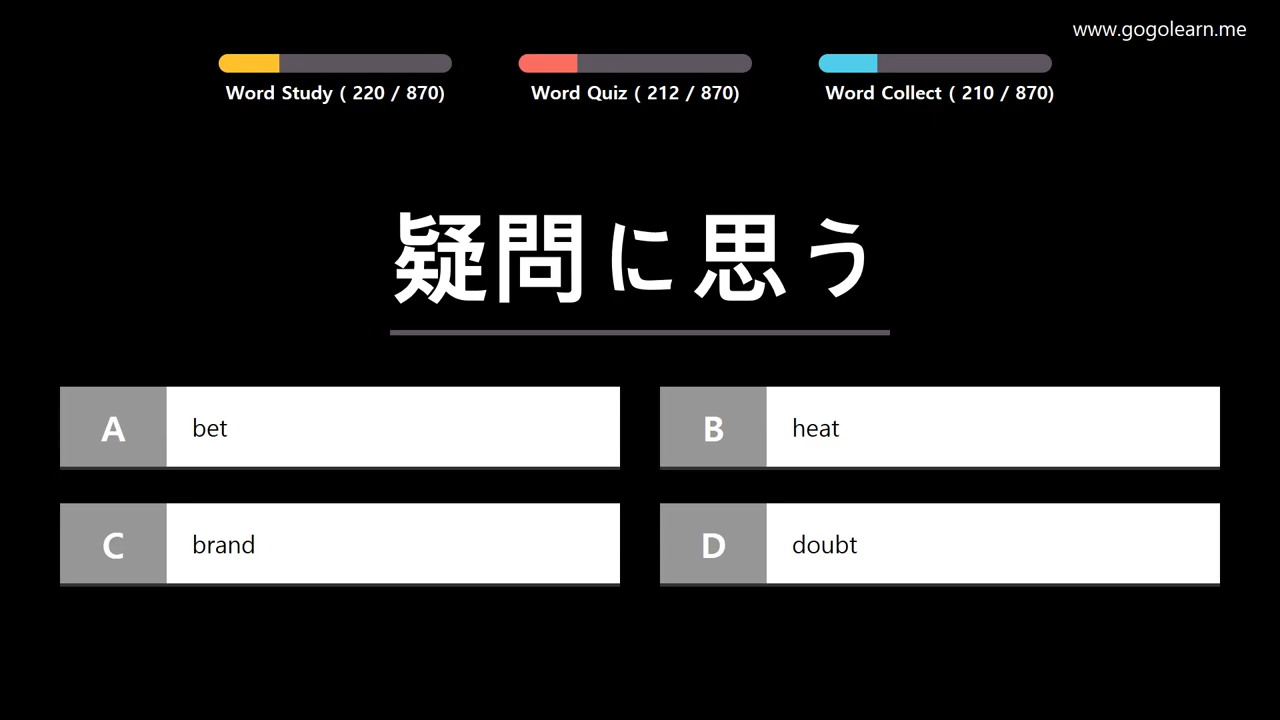 www.gogolearn.me
Word Study ( 220 / 870)
Word Quiz ( 212 / 870)
Word Collect ( 210 / 870)
疑問に思う
A bet
B heat
C brand
D doubt